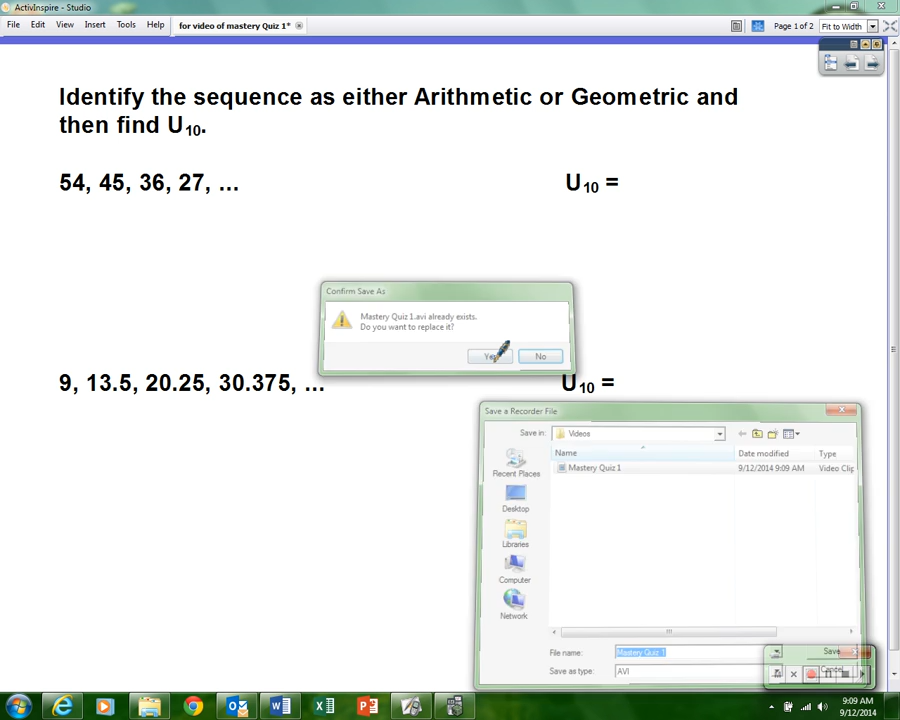 ActivInspire - Studio
File Edit View Insert Tools Help
for video of mastery Quiz 1*
Page 1 of 2
Fit to Width
Identify the sequence as either Arithmetic or Geometric and
then find U10.
54, 45, 36, 27, ...
U10 =
Confirm Save As
Mastery Quiz 1.avi already exists.
Do you want to replace it?
Yes
No
9, 13.5, 20.25, 30.375, ...
U10 =
Save a Recorder File
Save in:
Videos
Name Date modified Type
Mastery Quiz 1 9/12/2014 9:09 AM Video Clip
Recent Places
Desktop
Libraries
Computer
Network
File name:
Mastery Quiz 1
Save
Save as type:
AVI
Cancel
9:09 AM
9/12/2014